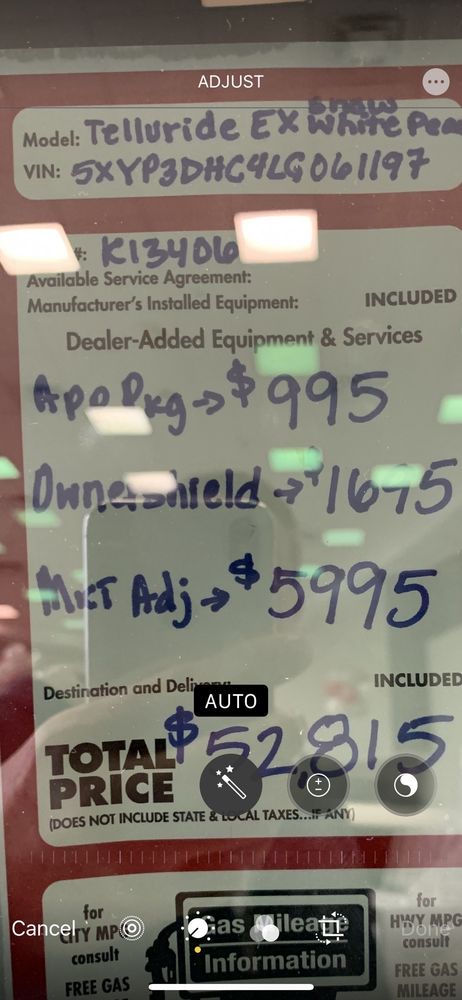 ADJUST
Model: Telluride EX Snow White Pea
VIN: 5XYP3DHC4LG061197
#: K13406
Available Service Agreement:
Manufacturer's Installed Equipment: INCLUDED
Dealer-Added Equipment & Services
App Pkg → $995
Ownershield → $1695
Mkt Adj → $5995
Destination and Delivery: INCLUDED
AUTO
TOTAL PRICE $52,815
(DOES NOT INCLUDE STATE & LOCAL TAXES...IF ANY)
for CITY MPG consult
Gas Mileage Information
for HWY MPG consult
FREE GAS
FREE GAS MILEAGE
Cancel
Done